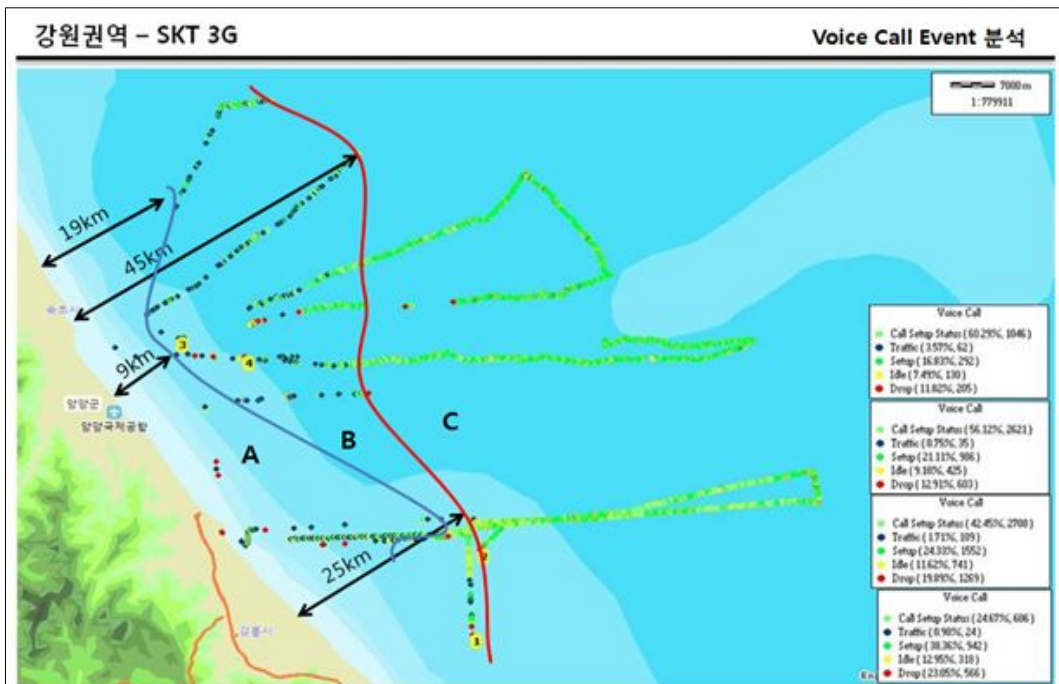 강원권역 – SKT 3G
Voice Call Event 분석
7000 m
1:779911
19km
45km
9km
25km
속초시
양양군
양양국제공항
강릉시
3
4
2
1
A
B
C
Voice Call
Call Setup Status ( 60.29%, 1046 )
Traffic ( 3.57%, 62 )
Setup ( 16.83%, 292 )
Idle ( 7.49%, 130 )
Drop ( 11.82%, 205 )
Voice Call
Call Setup Status ( 56.12%, 2621 )
Traffic ( 0.75%, 35 )
Setup ( 21.11%, 986 )
Idle ( 9.10%, 425 )
Drop ( 12.91%, 603 )
Voice Call
Call Setup Status ( 42.45%, 2708 )
Traffic ( 1.71%, 109 )
Setup ( 24.33%, 1552 )
Idle ( 11.62%, 741 )
Drop ( 19.89%, 1269 )
Voice Call
Call Setup Status ( 24.67%, 606 )
Traffic ( 0.98%, 24 )
Setup ( 38.36%, 942 )
Idle ( 12.95%, 318 )
Drop ( 23.05%, 566 )